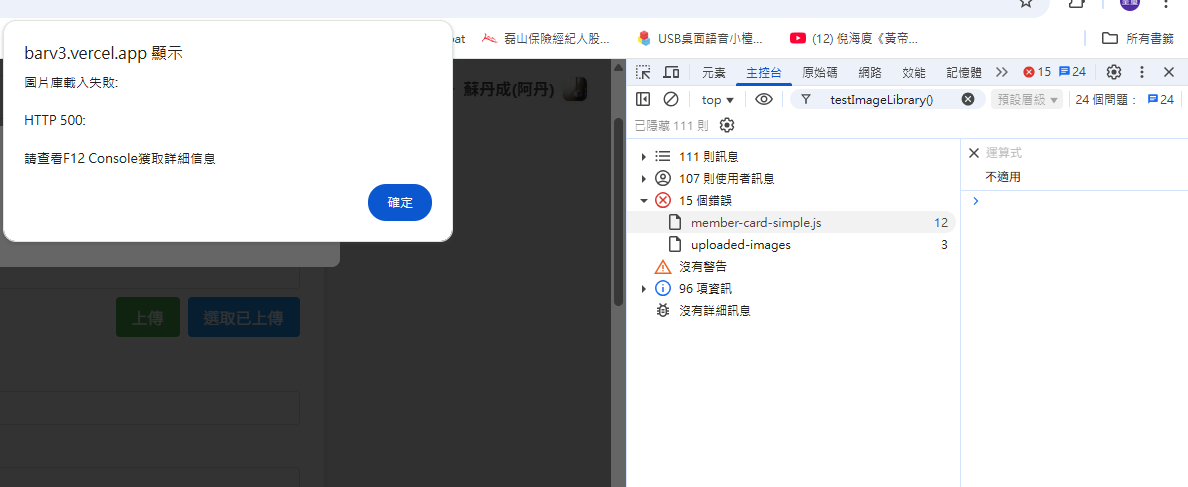 barv3.vercel.app 顯示
圖片庫載入失敗:
HTTP 500:
請查看F12 Console獲取詳細信息
確定
磊山保險經紀人股...
USB桌面語音小檯...
(12) 倪海廈《黃帝...
所有書籤
蘇丹成(阿丹)
上傳
選取已上傳
元素
主控台
原始碼
網路
效能
記憶體
15
24
top
testImageLibrary()
預設層級
24 個問題：
24
已隱藏 111 則
111 則訊息
107 則使用者訊息
15 個錯誤
member-card-simple.js 12
uploaded-images 3
沒有警告
96 項資訊
沒有詳細訊息
運算式
不適用